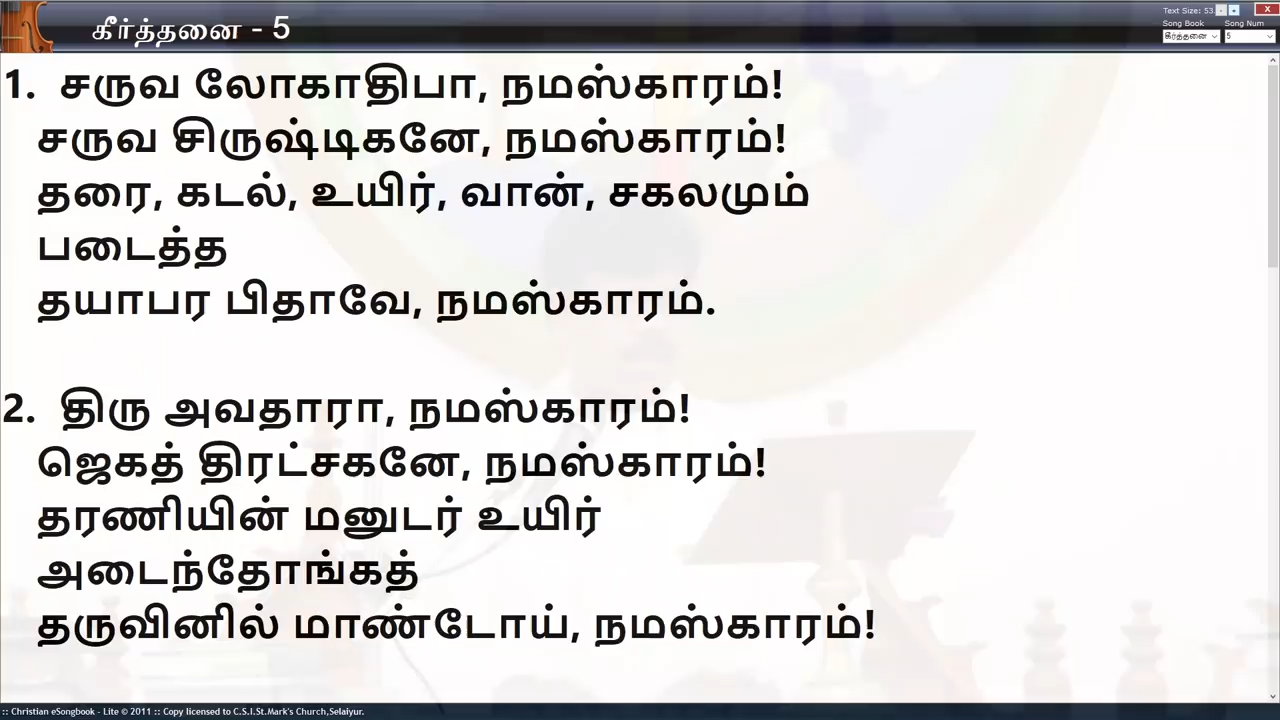 கீர்த்தனை - 5
Text Size: 53
Song Book Song Num
கீர்த்தனை 5
1. சருவ லோகாதிபா, நமஸ்காரம்!
சருவ சிருஷ்டிகனே, நமஸ்காரம்!
தரை, கடல், உயிர், வான், சகலமும்
படைத்த
தயாபர பிதாவே, நமஸ்காரம்.
2. திரு அவதாரா, நமஸ்காரம்!
ஜெகத் திரட்சகனே, நமஸ்காரம்!
தரணியின் மனுடர் உயிர்
அடைந்தோங்கத்
தருவினில் மாண்டோய், நமஸ்காரம்!
:: Christian eSongbook - Lite © 2011 :: Copy licensed to C.S.I.St.Mark's Church,Selaiyur.